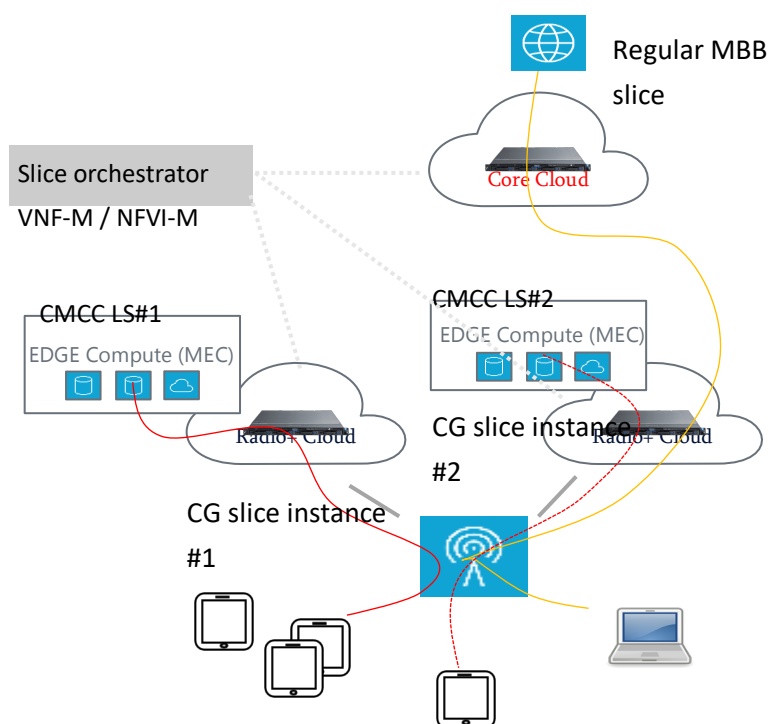 Regular MBB
slice
Core Cloud
Slice orchestrator
VNF-M / NFVI-M
CMCC LS#1
EDGE Compute (MEC)
Radio+ Cloud
CMCC LS#2
EDGE Compute (MEC)
Radio+ Cloud
CG slice instance
#2
CG slice instance
#1